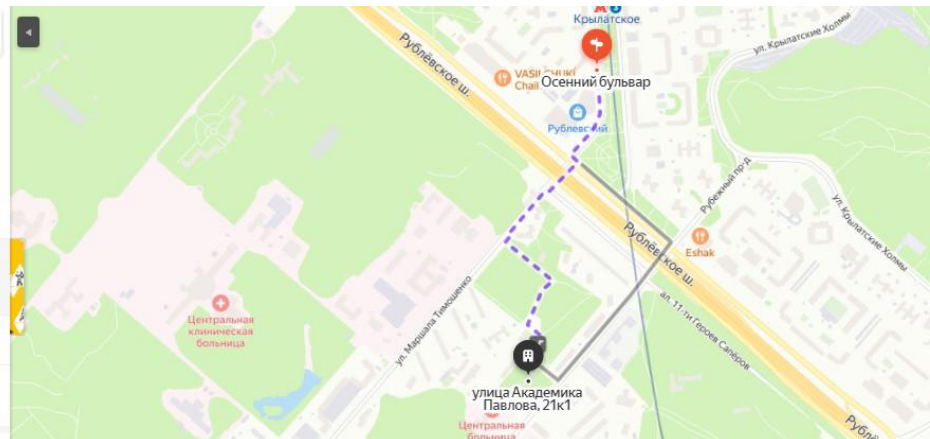 Крылатское
ул. Крылатские Холмы
Рублёвское ш.
VASILCHUKI
Chai
Осенний бульвар
Рублевский
Рубежный пр-д
ул. Крылатские Холмы
Рублёвское ш.
Eshak
ал. 11-ти Героев Сапёров
ул. Маршала Тимошенко
Центральная
клиническая
больница
улица Академика
Павлова, 21к1
Центральная
больница
Рублё